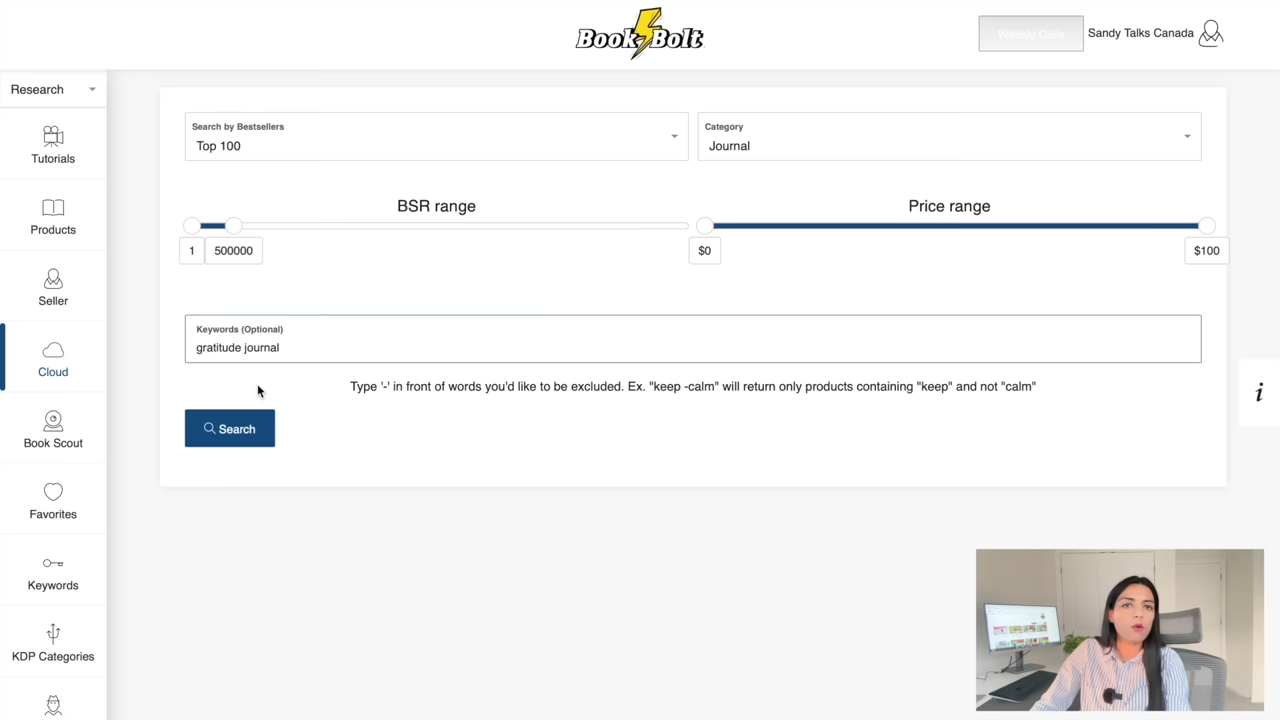 Book Bolt
Weekly Calls
Sandy Talks Canada
Research
Tutorials
Products
Seller
Cloud
Book Scout
Favorites
Keywords
KDP Categories
Search by Bestsellers
Top 100
Category
Journal
BSR range
1
500000
Price range
$0
$100
Keywords (Optional)
gratitude journal
Type '-' in front of words you'd like to be excluded. Ex. "keep -calm" will return only products containing "keep" and not "calm"
Search
i